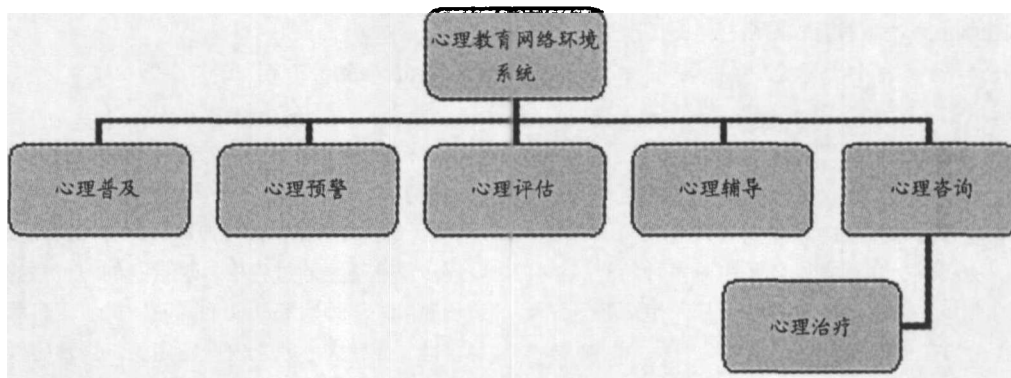 心理教育网络环境
系统
心理普及
心理预警
心理评估
心理辅导
心理咨询
心理治疗